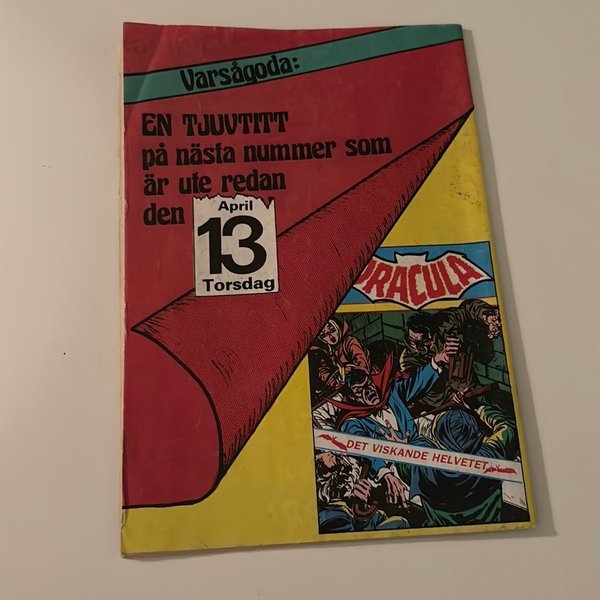 Varsågoda:
EN TJUVTITT
på nästa nummer som
är ute redan
den
April
13
Torsdag
DRACULA
DET VISKANDE HELVETET